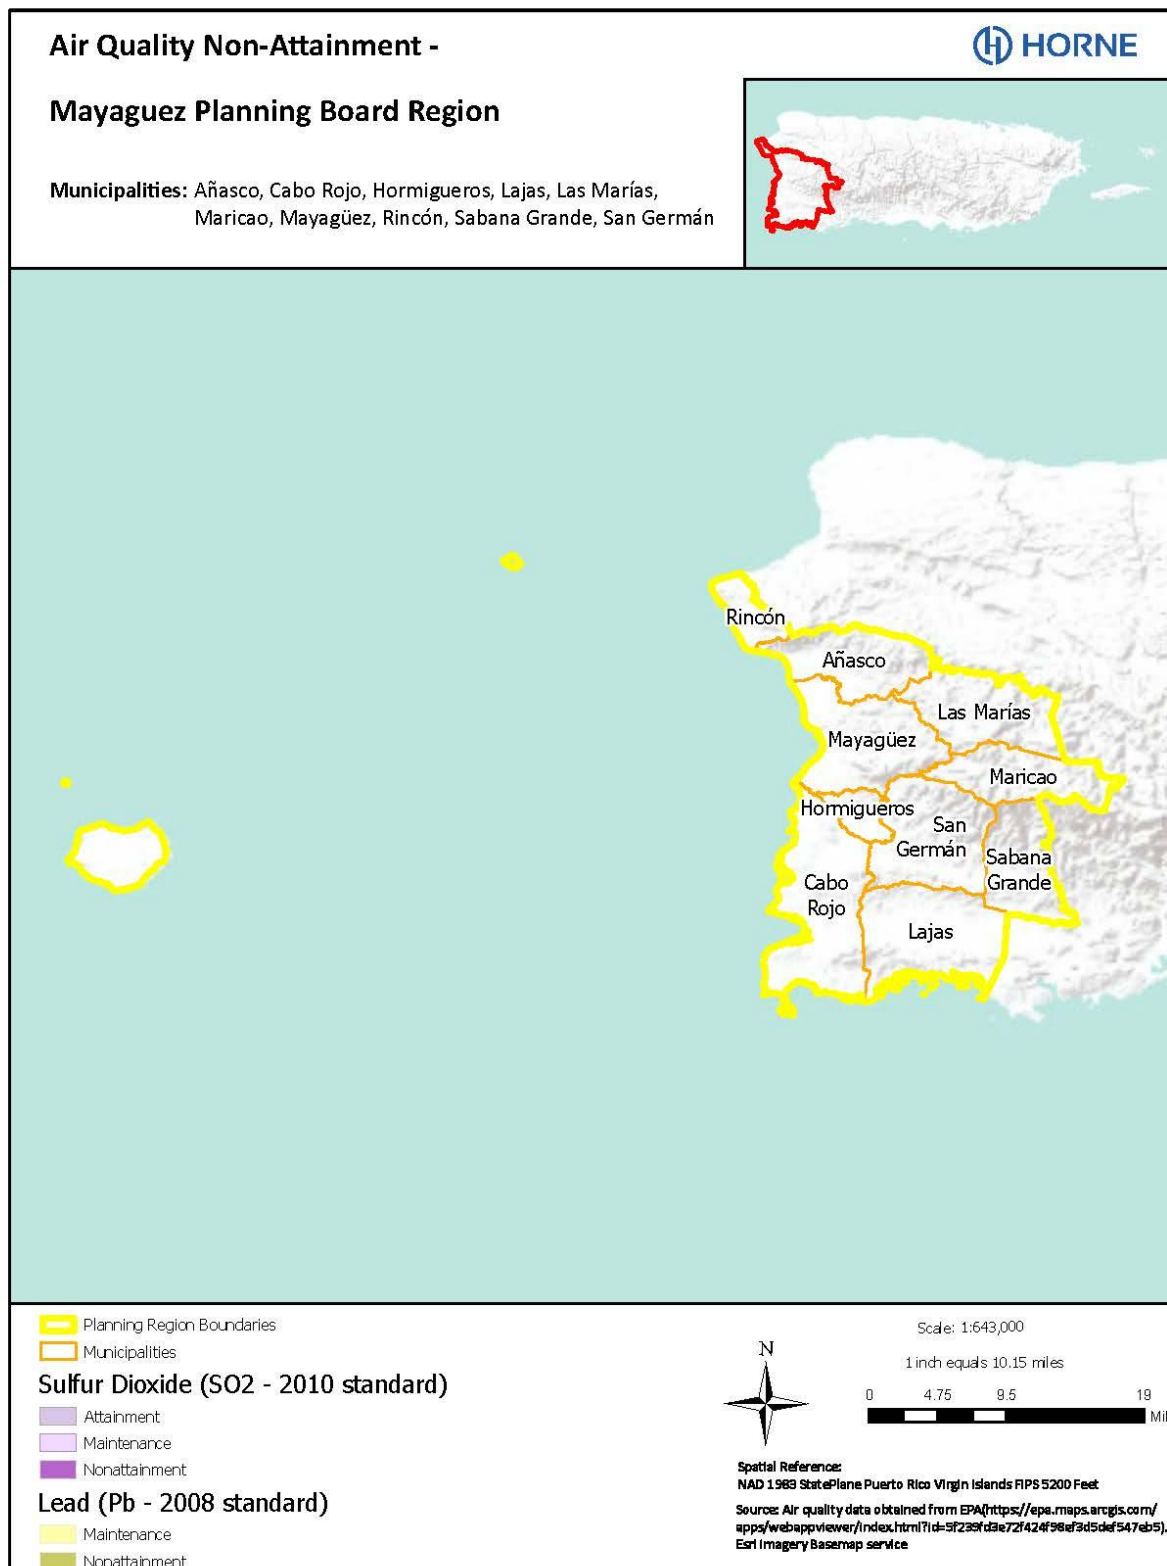 Air Quality Non-Attainment -
HORNE
Mayaguez Planning Board Region
Municipalities: Añasco, Cabo Rojo, Hormigueros, Lajas, Las Marías,
Maricao, Mayagüez, Rincón, Sabana Grande, San Germán
Rincón
Añasco
Las Marías
Mayagüez
Maricao
Hormigueros
San
Germán
Sabana
Grande
Cabo
Rojo
Lajas
Planning Region Boundaries
Municipalities
Sulfur Dioxide (SO2 - 2010 standard)
Attainment
Maintenance
Nonattainment
Lead (Pb - 2008 standard)
Maintenance
Nonattainment
N
Scale: 1:643,000
1 inch equals 10.15 miles
0 4.75 9.5 19
Mil
Spatial Reference:
NAD 1983 StatePlane Puerto Rico Virgin Islands FIPS 5200 Feet
Source: Air quality data obtained from EPA(https://epa.maps.arcgis.com/
apps/webappviewer/index.html?id=5f239fd3e72f424f98ef3d5def547eb5).
Esri Imagery Basemap service